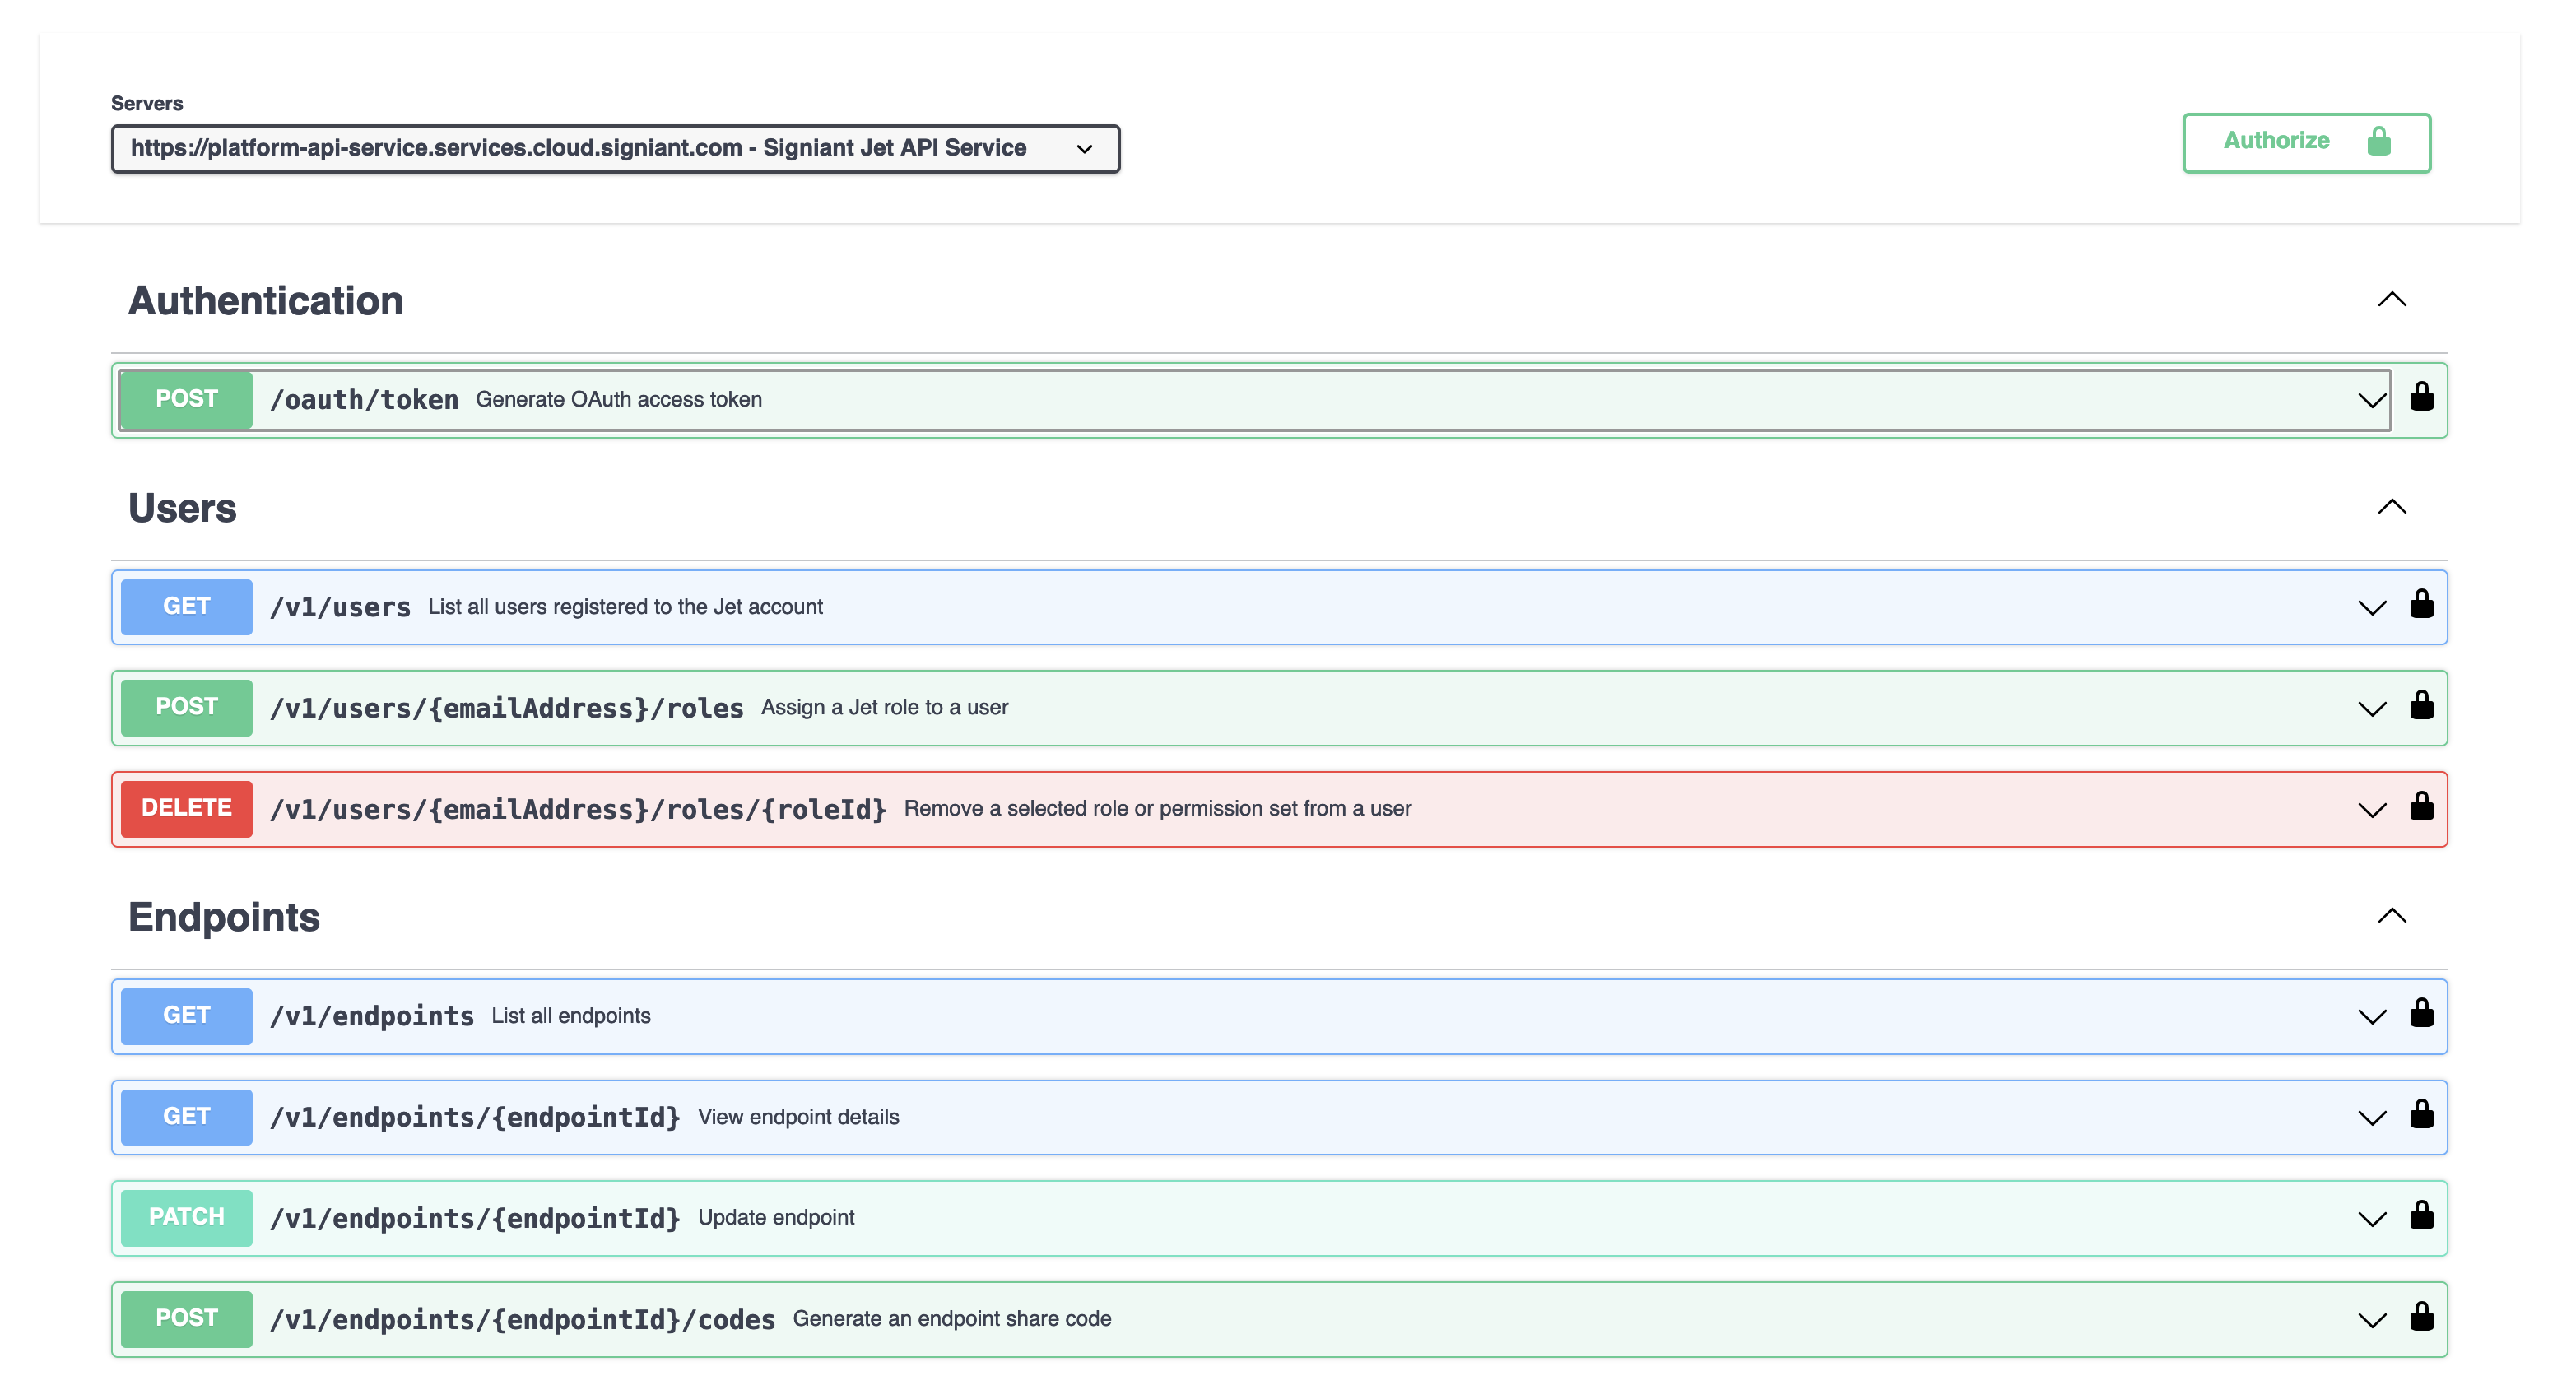 Servers
https://platform-api-service.services.cloud.signiant.com - Signiant Jet API Service
Authorize
Authentication
POST /oauth/token Generate OAuth access token
Users
GET /v1/users List all users registered to the Jet account
POST /v1/users/{emailAddress}/roles Assign a Jet role to a user
DELETE /v1/users/{emailAddress}/roles/{roleId} Remove a selected role or permission set from a user
Endpoints
GET /v1/endpoints List all endpoints
GET /v1/endpoints/{endpointId} View endpoint details
PATCH /v1/endpoints/{endpointId} Update endpoint
POST /v1/endpoints/{endpointId}/codes Generate an endpoint share code